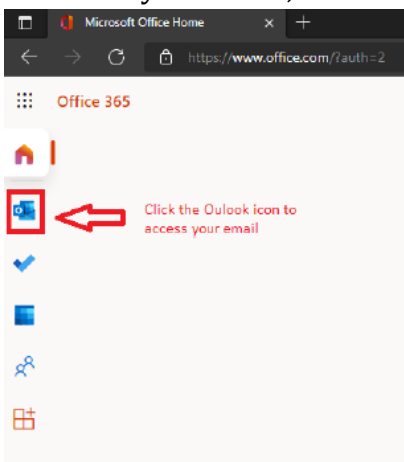 Microsoft Office Home
https://www.office.com/?auth=2
Office 365
Click the Oulook icon to
access your email